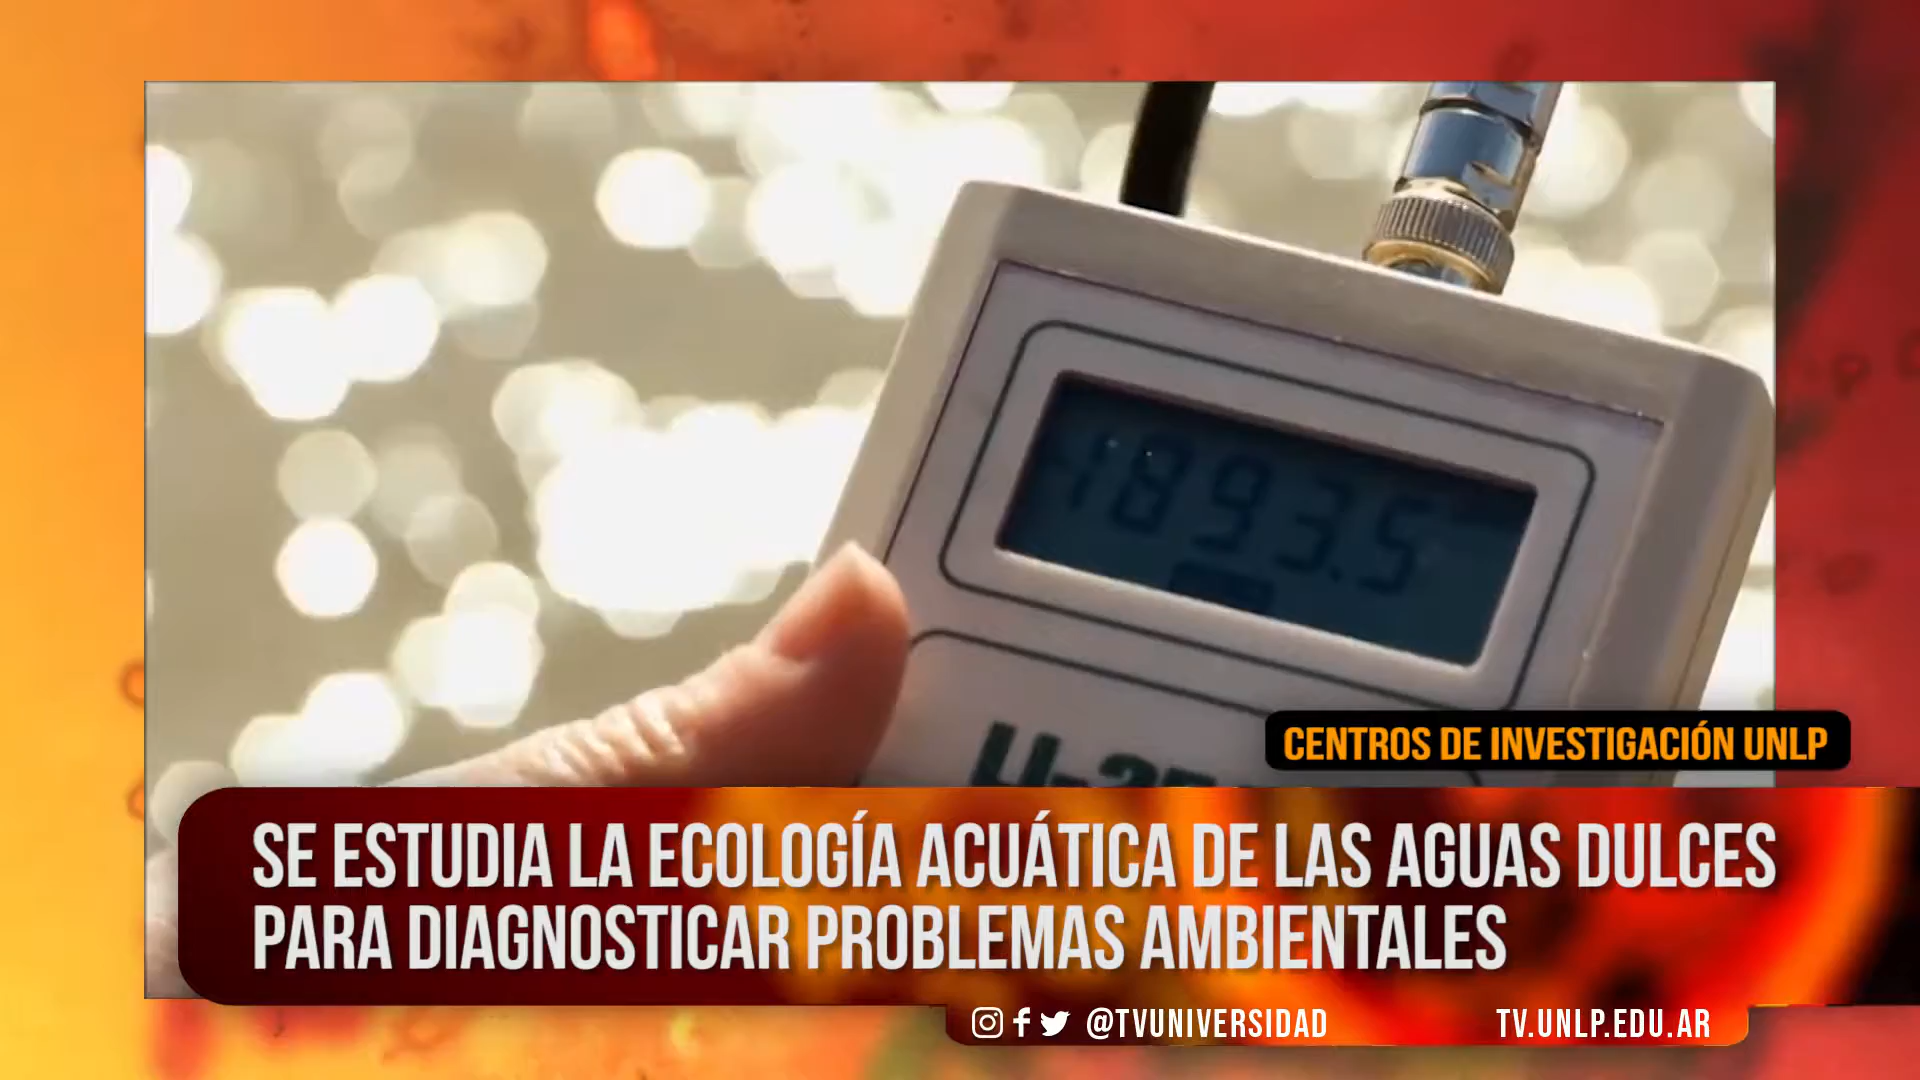 1893.5
CENTROS DE INVESTIGACIÓN UNLP
SE ESTUDIA LA ECOLOGÍA ACUÁTICA DE LAS AGUAS DULCES
PARA DIAGNOSTICAR PROBLEMAS AMBIENTALES
@TVUNIVERSIDAD
TV.UNLP.EDU.AR